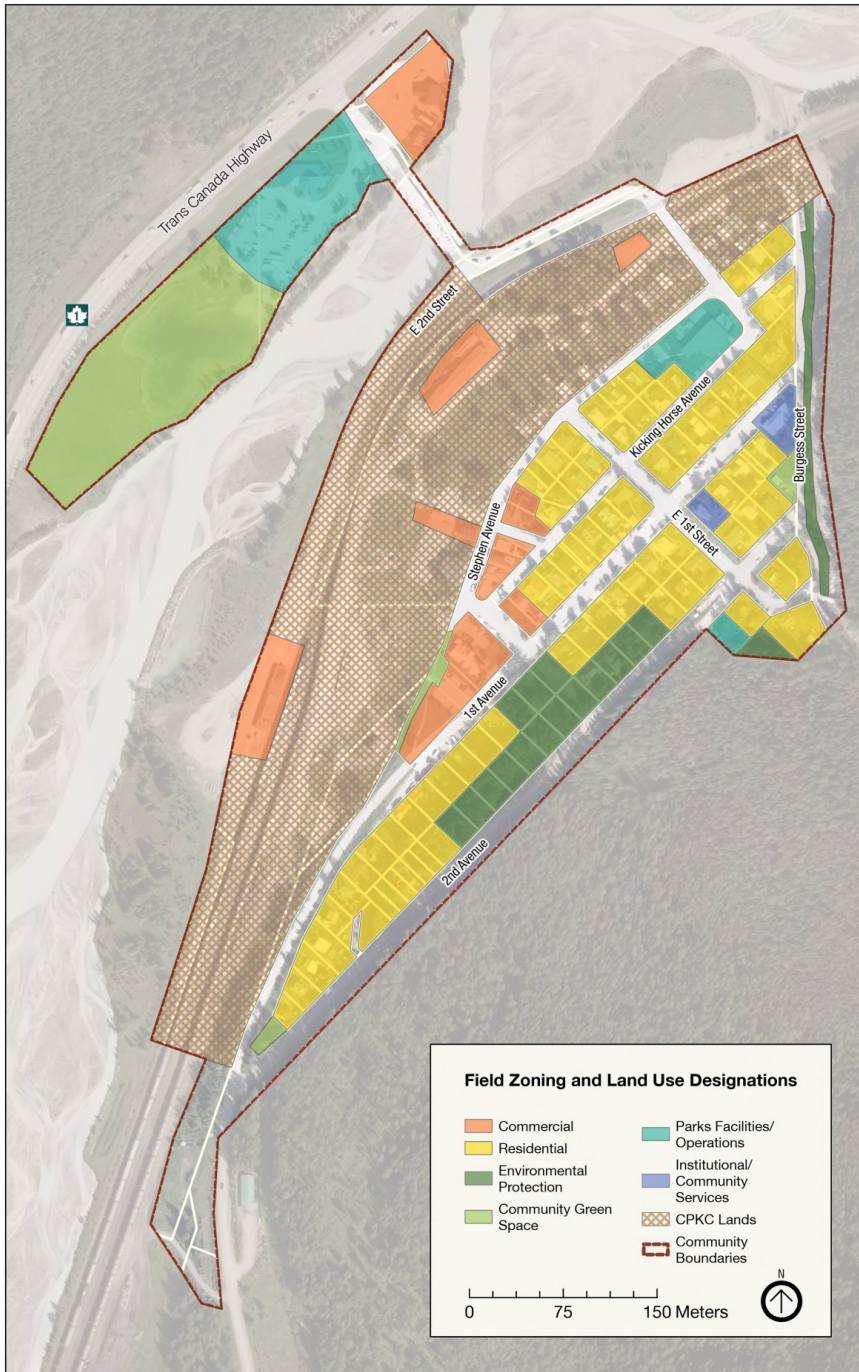 Trans Canada Highway
1
E 2nd Street
Kicking Horse Avenue
Burgess Street
Stephen Avenue
E 1st Street
1st Avenue
2nd Avenue
Field Zoning and Land Use Designations
Commercial
Residential
Environmental
Protection
Community Green
Space
Parks Facilities/
Operations
Institutional/
Community
Services
CPKC Lands
Community
Boundaries
0 75 150 Meters
N